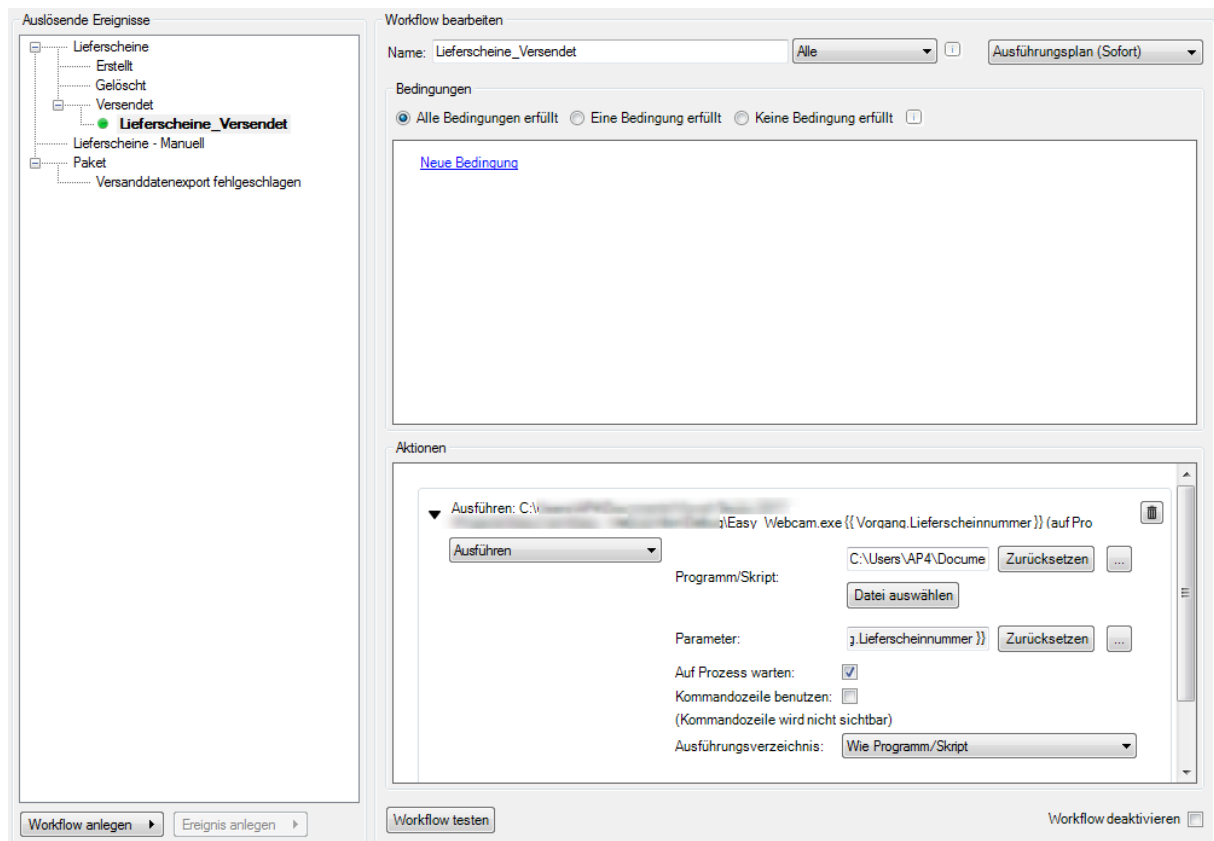 Auslösende Ereignisse
Lieferscheine
Erstellt
Gelöscht
Versendet
Lieferscheine_Versendet
Lieferscheine - Manuell
Paket
Versanddatenexport fehlgeschlagen
Workflow anlegen
Ereignis anlegen
Workflow bearbeiten
Name: Lieferscheine_Versendet Alle Ausführungsplan (Sofort)
Bedingungen
Alle Bedingungen erfüllt Eine Bedingung erfüllt Keine Bedingung erfüllt
Neue Bedingung
Aktionen
Ausführen: C:\
\Easy_Webcam.exe {{ Vorgang.Lieferscheinnummer }} (auf Pro
Ausführen
Programm/Skript: C:\Users\AP4\Docume Zurücksetzen ...
Datei auswählen
Parameter: g.Lieferscheinnummer }} Zurücksetzen ...
Auf Prozess warten:
Kommandozeile benutzen:
(Kommandozeile wird nicht sichtbar)
Ausführungsverzeichnis: Wie Programm/Skript
Workflow testen
Workflow deaktivieren